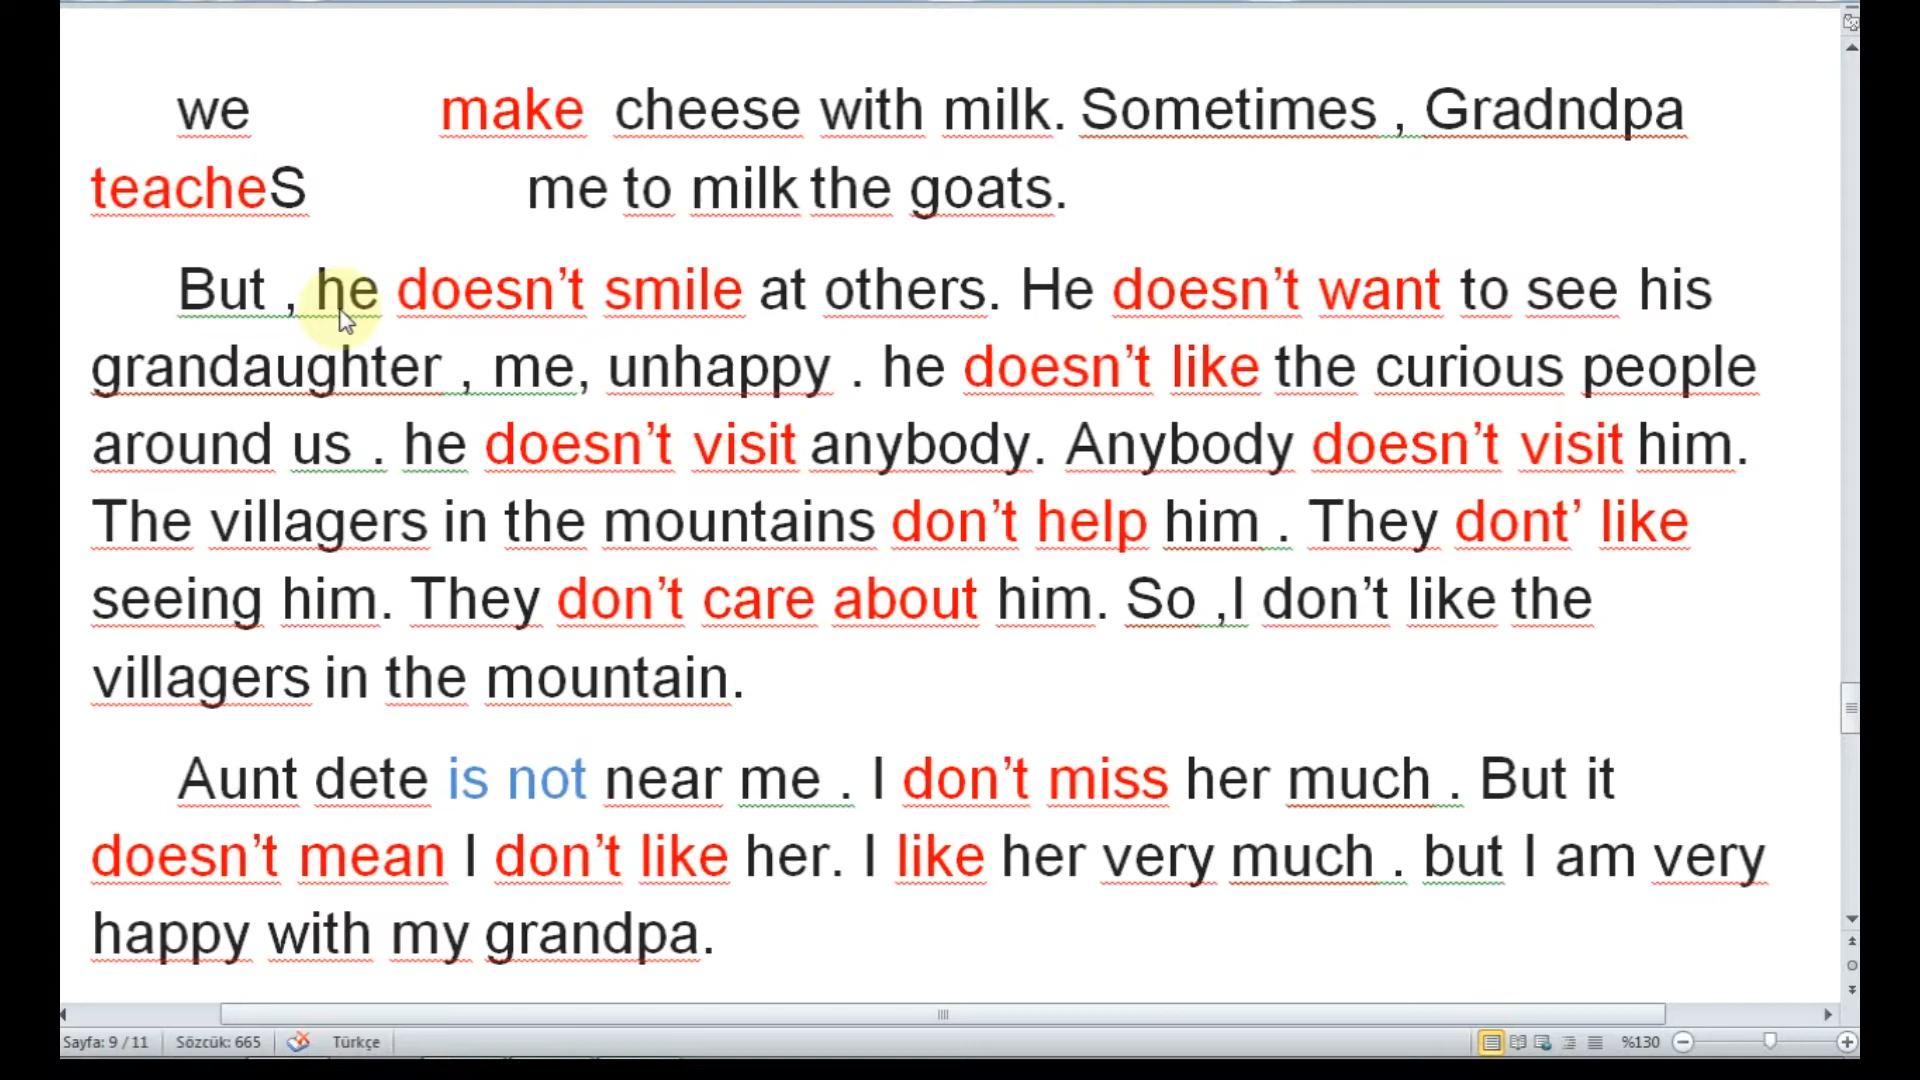 we make cheese with milk. Sometimes , Gradndpa
teacheS me to milk the goats.
But , he doesn't smile at others. He doesn't want to see his
grandaughter , me, unhappy . he doesn't like the curious people
around us . he doesn't visit anybody. Anybody doesn't visit him.
The villagers in the mountains don't help him . They dont' like
seeing him. They don't care about him. So ,I don't like the
villagers in the mountain.
Aunt dete is not near me . I don't miss her much . But it
doesn't mean I don't like her. I like her very much . but I am very
happy with my grandpa.
Sayfa: 9 / 11 Sözcük: 665 Türkçe %130